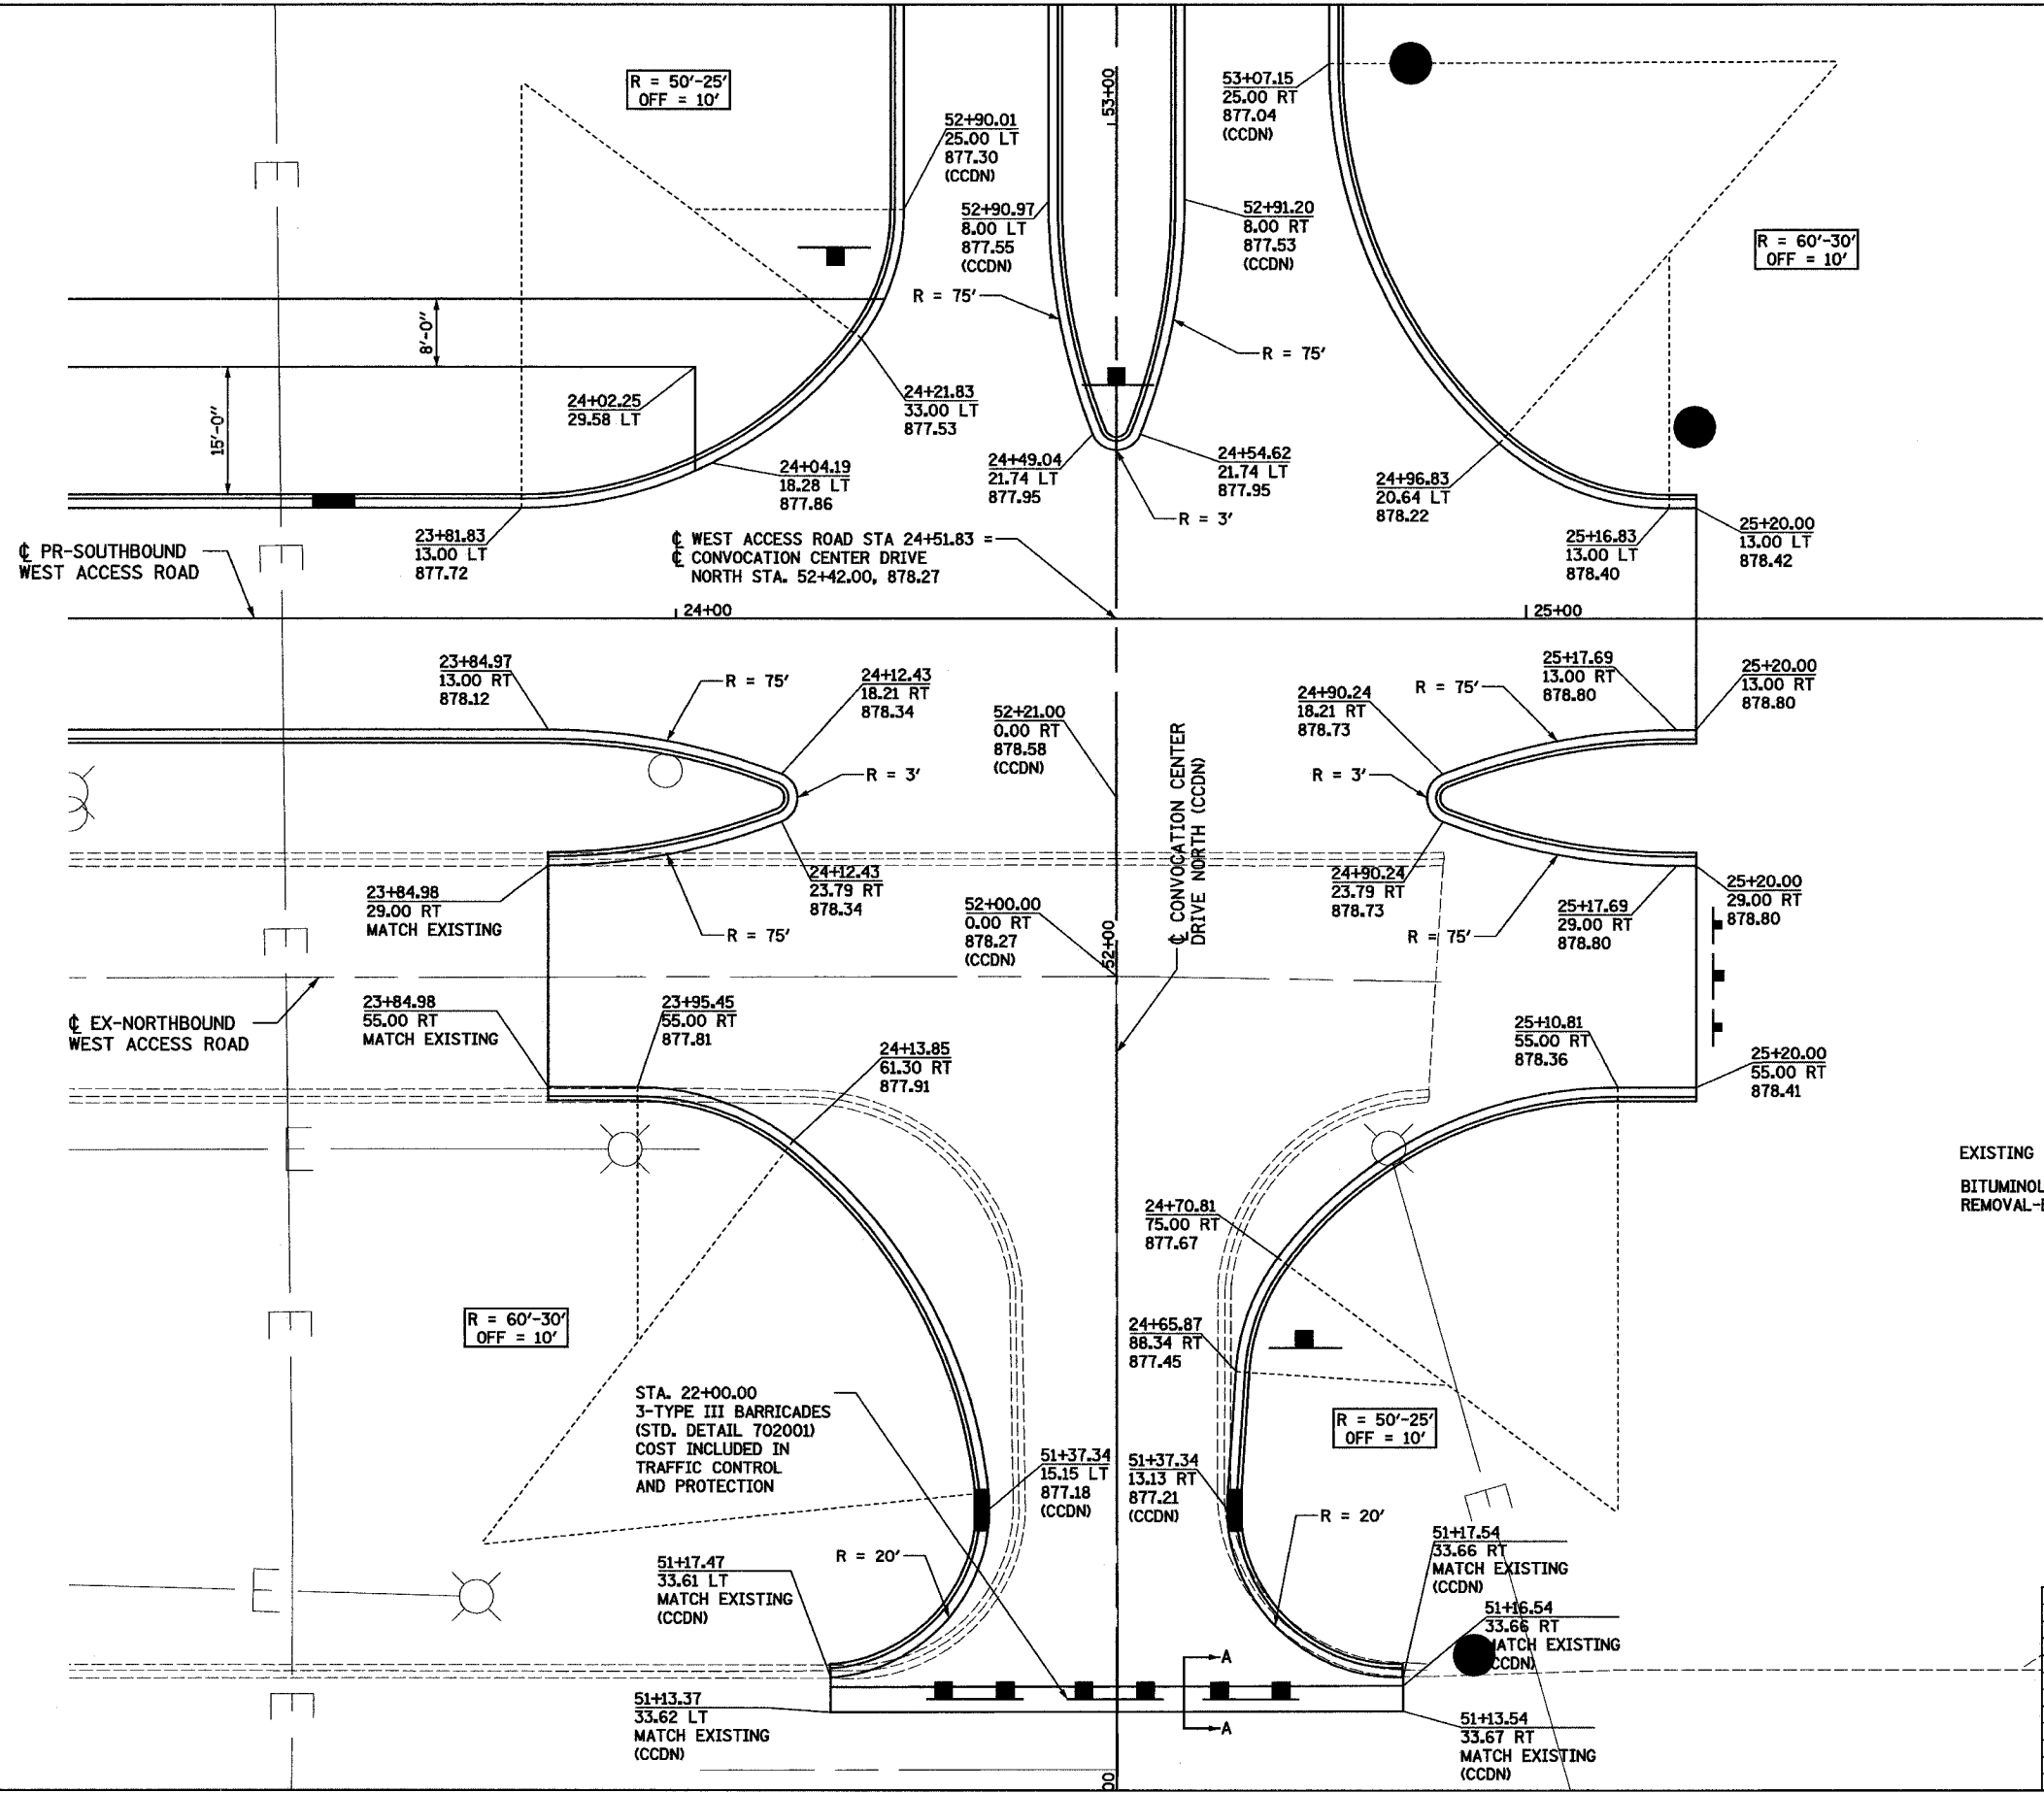 R = 50'-25'
OFF = 10'
52+90.01
25.00 LT
877.30
(CCDN)
53+00
53+07.15
25.00 RT
877.04
(CCDN)
52+90.97
8.00 LT
877.55
(CCDN)
52+91.20
8.00 RT
877.53
(CCDN)
R = 60'-30'
OFF = 10'
R = 75'
R = 75'
8'-0"
15'-0"
24+02.25
29.58 LT
24+21.83
33.00 LT
877.53
24+04.19
18.28 LT
877.86
24+49.04
21.74 LT
877.95
24+54.62
21.74 LT
877.95
R = 3'
24+96.83
20.64 LT
878.22
25+16.83
13.00 LT
878.40
25+20.00
13.00 LT
878.42
23+81.83
13.00 LT
877.72
℄ PR-SOUTHBOUND
WEST ACCESS ROAD
℄ WEST ACCESS ROAD STA 24+51.83 =
℄ CONVOCATION CENTER DRIVE
NORTH STA. 52+42.00, 878.27
24+00
25+00
23+84.97
13.00 RT
878.12
R = 75'
24+12.43
18.21 RT
878.34
R = 3'
52+21.00
0.00 RT
878.58
(CCDN)
℄ CONVOCATION CENTER
DRIVE NORTH (CCDN)
24+90.24
18.21 RT
878.73
R = 75'
25+17.69
13.00 RT
878.80
25+20.00
13.00 RT
878.80
R = 3'
23+84.98
29.00 RT
MATCH EXISTING
24+12.43
23.79 RT
878.34
R = 75'
52+00.00
0.00 RT
878.27
(CCDN)
52+00
24+90.24
23.79 RT
878.73
R = 75'
25+17.69
29.00 RT
878.80
25+20.00
29.00 RT
878.80
℄ EX-NORTHBOUND
WEST ACCESS ROAD
23+84.98
55.00 RT
MATCH EXISTING
23+95.45
55.00 RT
877.81
24+13.85
61.30 RT
877.91
25+10.81
55.00 RT
878.36
25+20.00
55.00 RT
878.41
E
E
E
E
E
E
E
E
E
EXISTING
BITUMINOU
REMOVAL-
24+70.81
75.00 RT
877.67
R = 60'-30'
OFF = 10'
24+65.87
88.34 RT
877.45
STA. 22+00.00
3-TYPE III BARRICADES
(STD. DETAIL 702001)
COST INCLUDED IN
TRAFFIC CONTROL
AND PROTECTION
R = 50'-25'
OFF = 10'
51+37.34
15.15 LT
877.18
(CCDN)
51+37.34
13.13 RT
877.21
(CCDN)
R = 20'
R = 20'
51+17.47
33.61 LT
MATCH EXISTING
(CCDN)
51+17.54
33.66 RT
MATCH EXISTING
(CCDN)
51+16.54
33.66 RT
MATCH EXISTING
(CCDN)
A
A
51+13.37
33.62 LT
MATCH EXISTING
(CCDN)
51+13.54
33.67 RT
MATCH EXISTING
(CCDN)
00